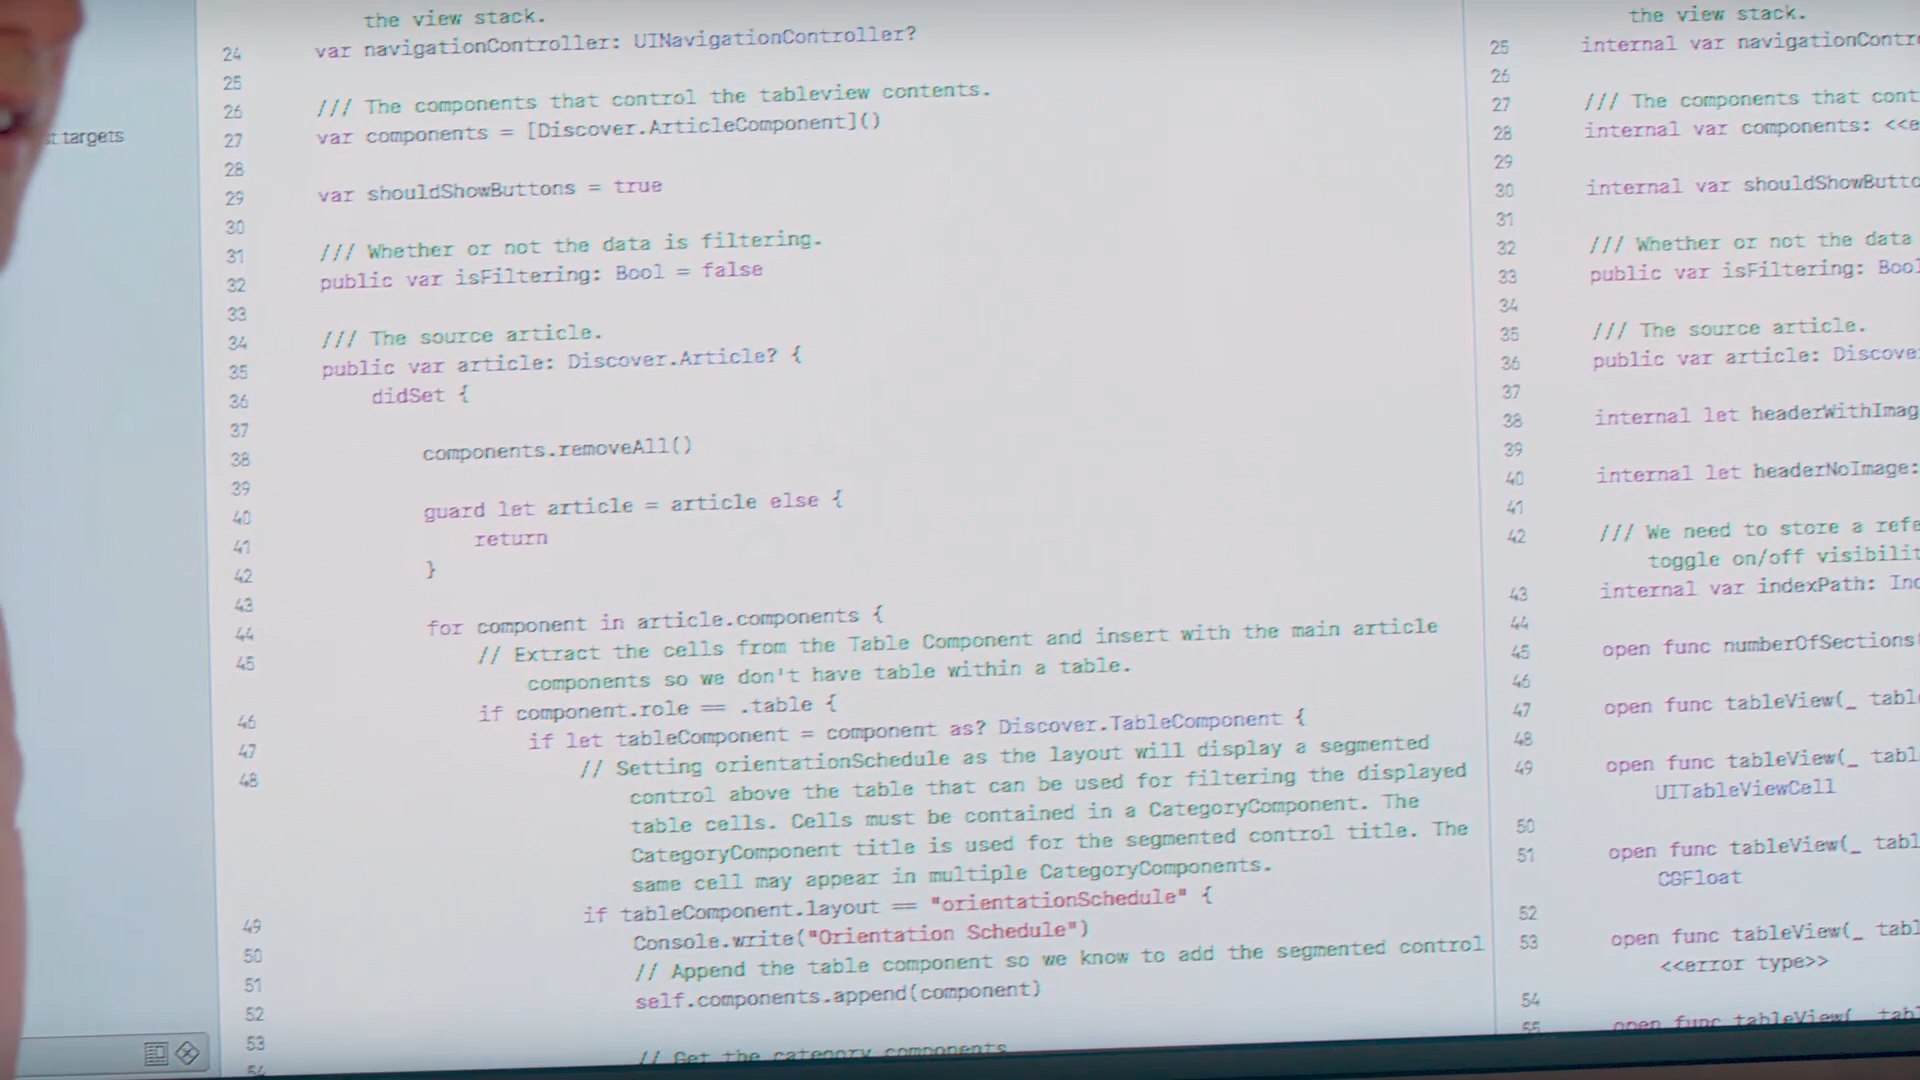 st targets
the view stack.
24 var navigationController: UINavigationController?
25
26 /// The components that control the tableview contents.
27 var components = [Discover.ArticleComponent]()
28
29 var shouldShowButtons = true
30
31 /// Whether or not the data is filtering.
32 public var isFiltering: Bool = false
33
34 /// The source article.
35 public var article: Discover.Article? {
36 didSet {
37
38 components.removeAll()
39
40 guard let article = article else {
41 return
42 }
43
44 for component in article.components {
45 // Extract the cells from the Table Component and insert with the main article
components so we don't have table within a table.
46 if component.role == .table {
47 if let tableComponent = component as? Discover.TableComponent {
48 // Setting orientationSchedule as the layout will display a segmented
control above the table that can be used for filtering the displayed
table cells. Cells must be contained in a CategoryComponent. The
CategoryComponent title is used for the segmented control title. The
same cell may appear in multiple CategoryComponents.
49 if tableComponent.layout == "orientationSchedule" {
50 Console.write("Orientation Schedule")
51 // Append the table component so we know to add the segmented control
52 self.components.append(component)
53
54 // Get the category components
the view stack.
25 internal var navigationContr
26
27 /// The components that cont
28 internal var components: <<e
29
30 internal var shouldShowButto
31
32 /// Whether or not the data
33 public var isFiltering: Bool
34
35 /// The source article.
36 public var article: Discove
37
38 internal let headerWithImag
39
40 internal let headerNoImage:
41
42 /// We need to store a refe
toggle on/off visibilit
43 internal var indexPath: Ind
44
45 open func numberOfSections
46
47 open func tableView(_ tabl
48
49 open func tableView(_ tabl
UITableViewCell
50
51 open func tableView(_ tabl
CGFloat
52
53 open func tableView(_ tabl
<<error type>>
54
55 open func tableView( tab